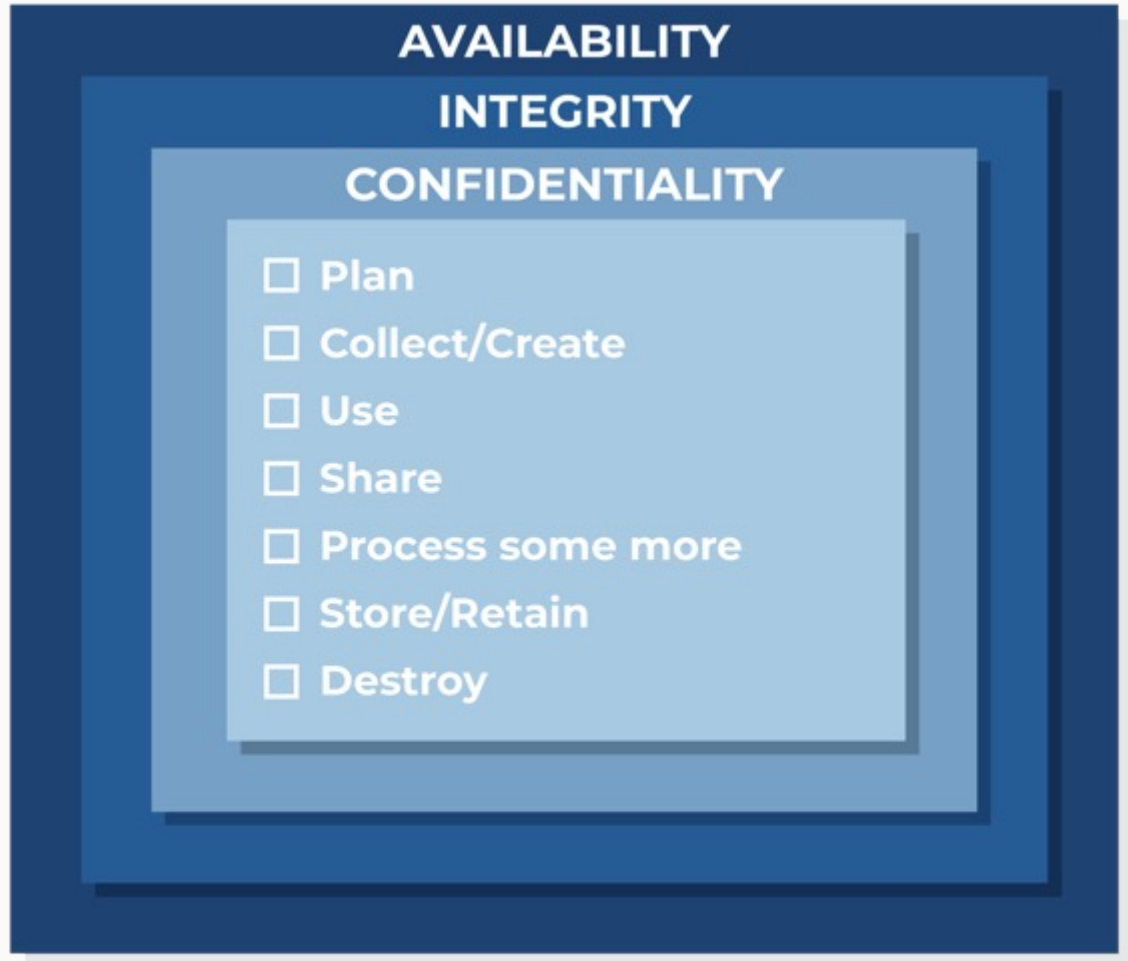 AVAILABILITY
INTEGRITY
CONFIDENTIALITY
Plan
Collect/Create
Use
Share
Process some more
Store/Retain
Destroy